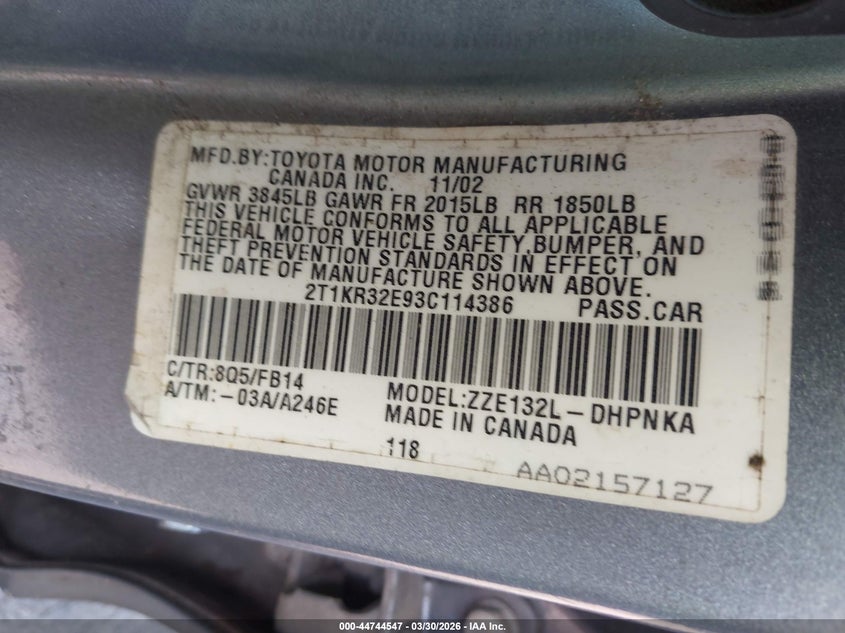 MFD.BY:TOYOTA MOTOR MANUFACTURING
CANADA INC. 11/02
GVWR 3845LB GAWR FR 2015LB RR 1850LB
THIS VEHICLE CONFORMS TO ALL APPLICABLE
FEDERAL MOTOR VEHICLE SAFETY,BUMPER, AND
THEFT PREVENTION STANDARDS IN EFFECT ON
THE DATE OF MANUFACTURE SHOWN ABOVE.
2T1KR32E93C114386 PASS.CAR
C/TR:8Q5/FB14
A/TM:-03A/A246E
MODEL:ZZE132L-DHPNKA
MADE IN CANADA
118
AA02157127
000-44744547 - 03/30/2026 - IAA Inc.